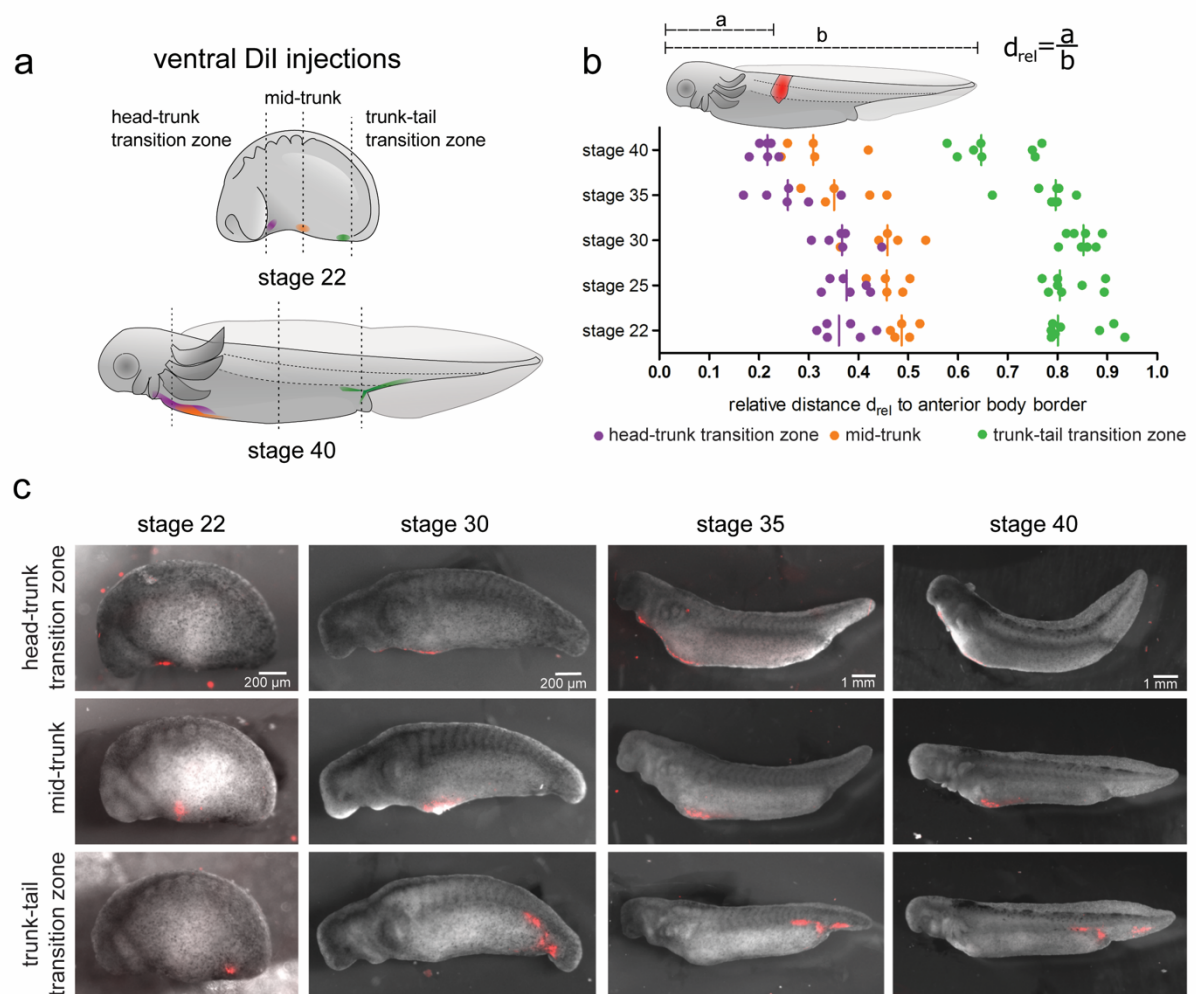 a
ventral DiI injections
head-trunk
transition zone
mid-trunk
trunk-tail
transition zone
stage 22
stage 40
b
a
b
d_rel = a/b
stage 40
stage 35
stage 30
stage 25
stage 22
0.0 0.1 0.2 0.3 0.4 0.5 0.6 0.7 0.8 0.9 1.0
relative distance d_rel to anterior body border
head-trunk transition zone mid-trunk trunk-tail transition zone
c
stage 22 stage 30 stage 35 stage 40
head-trunk
transition zone
200 µm 200 µm 1 mm 1 mm
mid-trunk
trunk-tail
transition zone